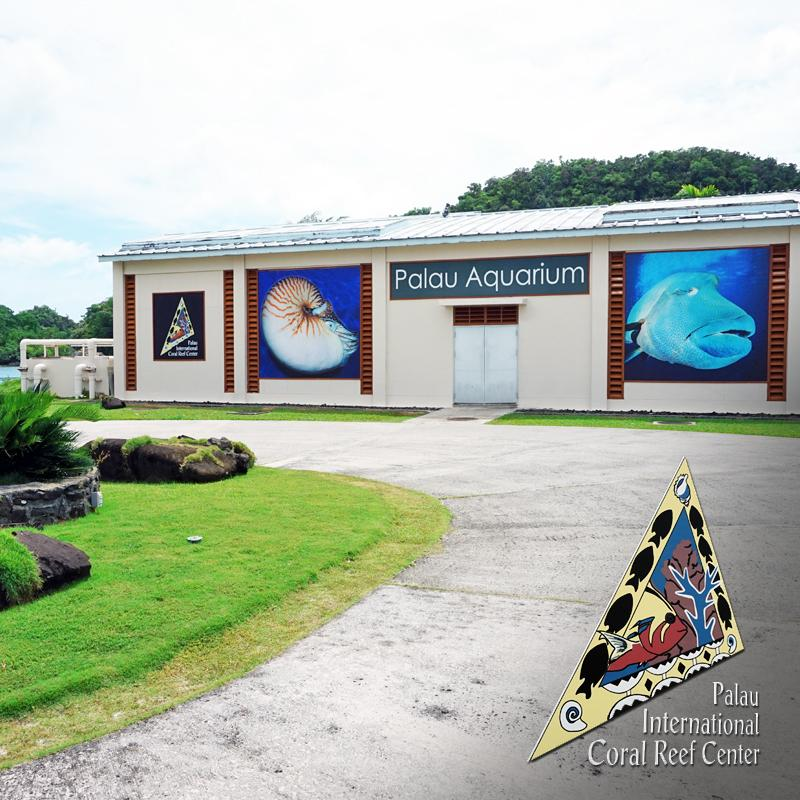 Palau Aquarium
Palau
International
Coral Reef Center
Palau
International
Coral Reef Center